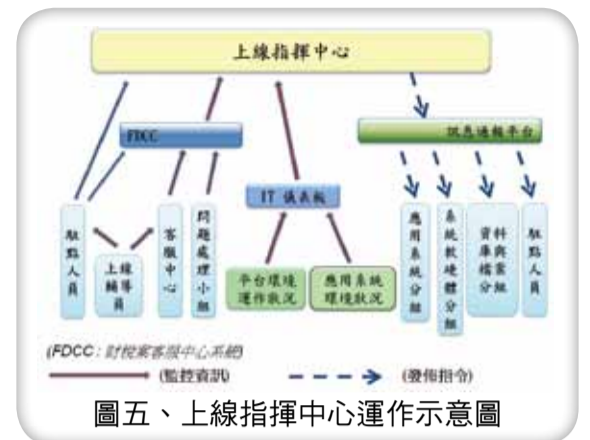 上線指揮中心
FDCC
訊息通報平台
IT 儀表板
駐點人員
上線輔導員
客服中心
問題處理小組
平台環境
運作狀況
應用系統
環境狀況
應用系統分組
系統軟硬體分組
資料庫與檔案分組
駐點人員
(FDCC：財稅案客服中心系統)
(監控資訊)
(發佈指令)
圖五、上線指揮中心運作示意圖